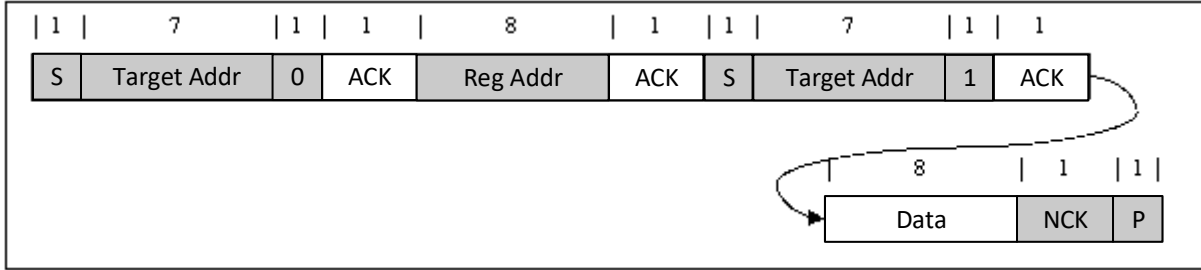 | 1 | 7 | 1 | 1 | 8 | 1 | 1 | 7 | 1 | 1
S Target Addr 0 ACK Reg Addr ACK S Target Addr 1 ACK
| 8 | 1 | 1 |
Data NCK P